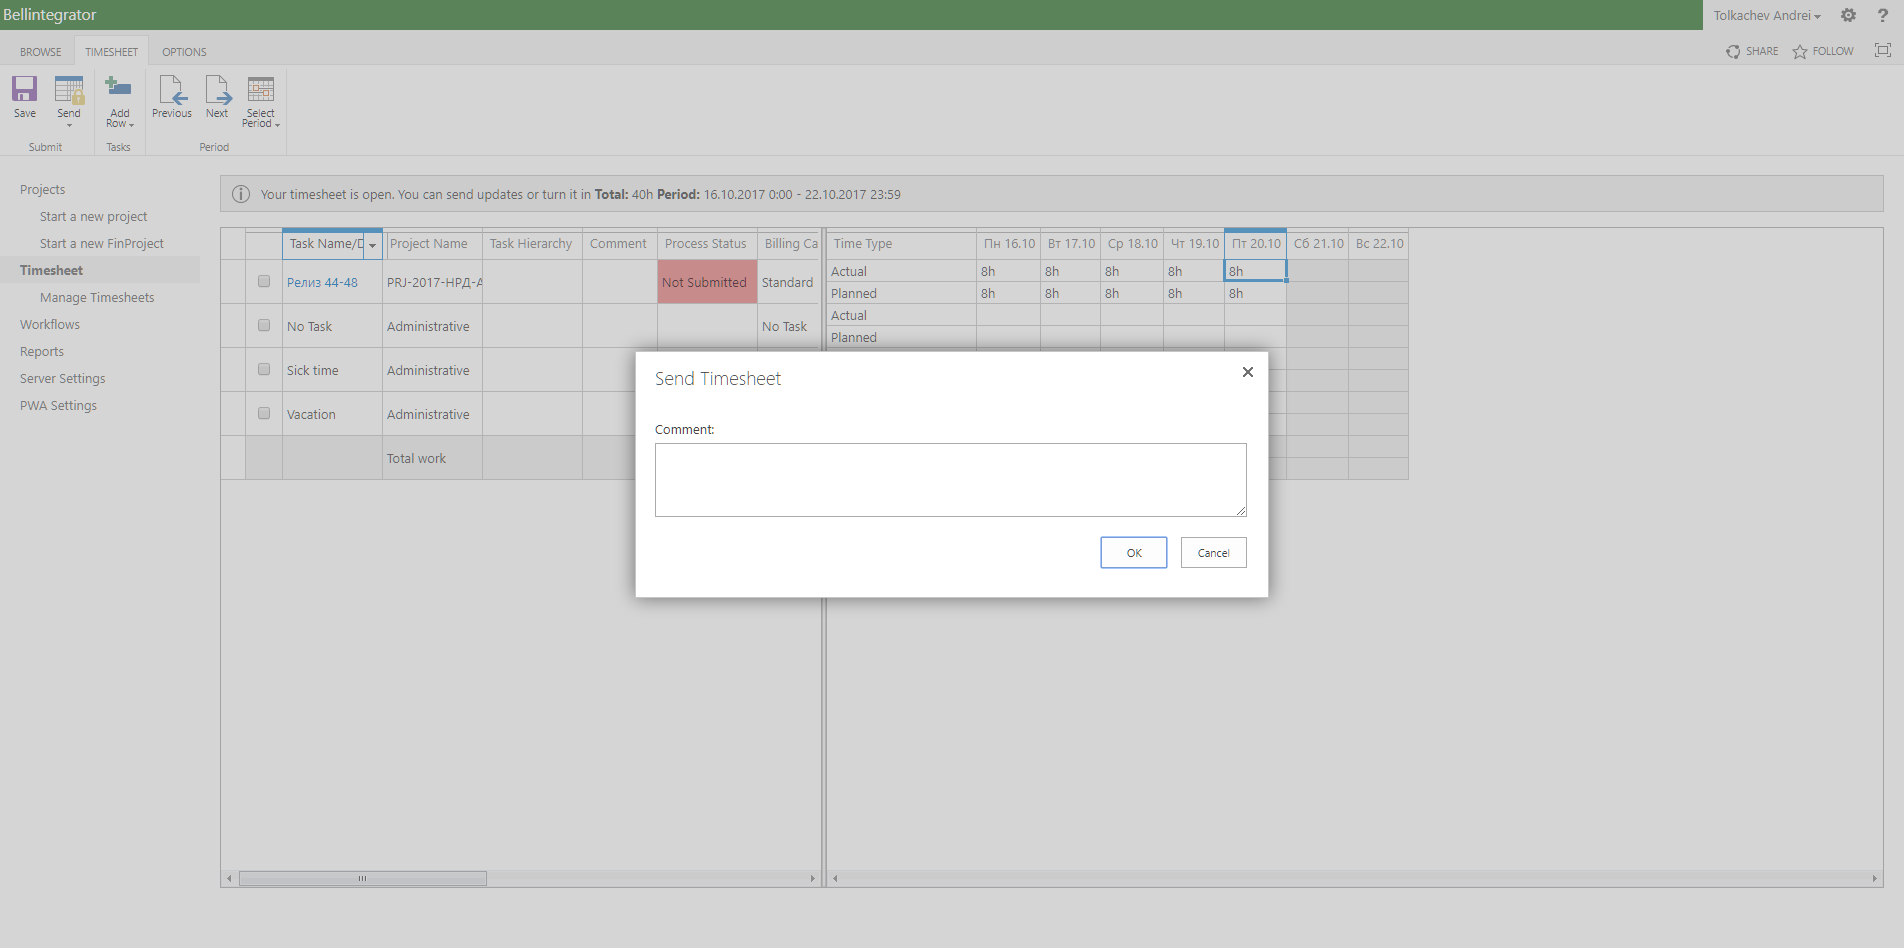 Bellintegrator
Tolkachev Andrei
?
BROWSE TIMESHEET OPTIONS
SHARE FOLLOW
Save Send Add Row Previous Next Select Period
Submit Tasks Period
Projects
Start a new project
Start a new FinProject
Timesheet
Manage Timesheets
Workflows
Reports
Server Settings
PWA Settings
Your timesheet is open. You can send updates or turn it in Total: 40h Period: 16.10.2017 0:00 - 22.10.2017 23:59
Task Name/D Project Name Task Hierarchy Comment Process Status Billing Ca Time Type Пн 16.10 Вт 17.10 Ср 18.10 Чт 19.10 Пт 20.10 Сб 21.10 Вс 22.10
Релиз 44-48 PRJ-2017-НРД-А Not Submitted Standard
Actual 8h 8h 8h 8h 8h
Planned 8h 8h 8h 8h 8h
No Task Administrative No Task
Actual
Planned
Sick time Administrative
Vacation Administrative
Total work
Send Timesheet
Comment:
OK Cancel